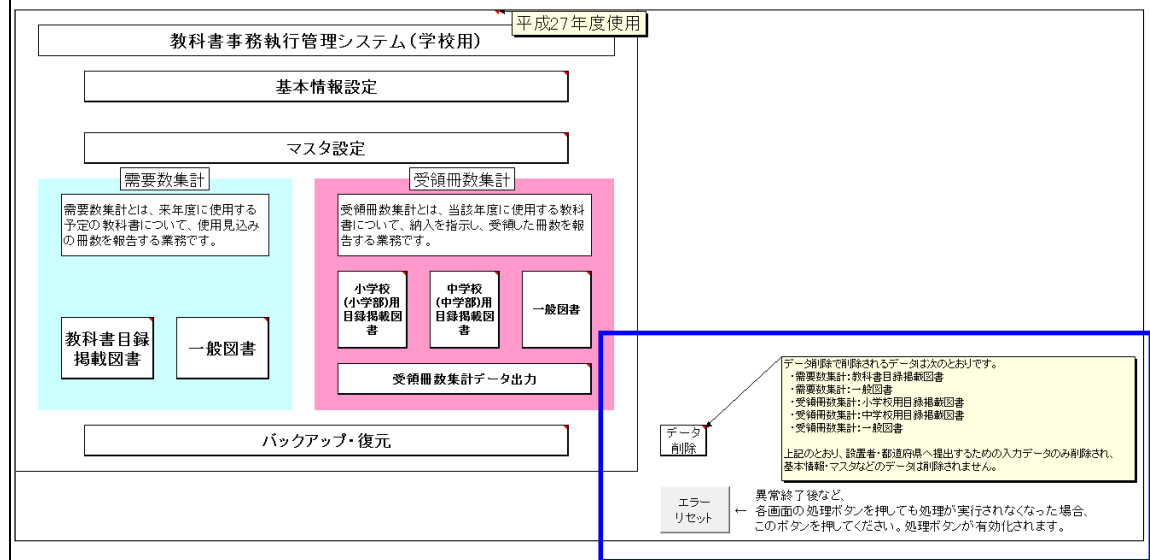 平成27年度使用
教科書事務執行管理システム(学校用)
基本情報設定
マスタ設定
需要数集計
需要数集計とは、来年度に使用する
予定の教科書について、使用見込み
の冊数を報告する業務です。
教科書目録
掲載図書
一般図書
受領冊数集計
受領冊数集計とは、当該年度に使用する教科
書について、納入を指示し、受領した冊数を報
告する業務です。
小学校
(小学部)用
目録掲載図
書
中学校
(中学部)用
目録掲載図
書
一般図書
受領冊数集計データ出力
バックアップ・復元
データ
削除
データ削除で削除されるデータは次のとおりです。
・需要数集計:教科書目録掲載図書
・需要数集計:一般図書
・受領冊数集計:小学校用目録掲載図書
・受領冊数集計:中学校用目録掲載図書
・受領冊数集計:一般図書
上記のとおり、設置者・都道府県へ提出するための入力データのみ削除され、
基本情報・マスタなどのデータは削除されません。
エラー
リセット
← 異常終了後など、
各画面の処理ボタンを押しても処理が実行されなくなった場合、
このボタンを押してください。処理ボタンが有効化されます。